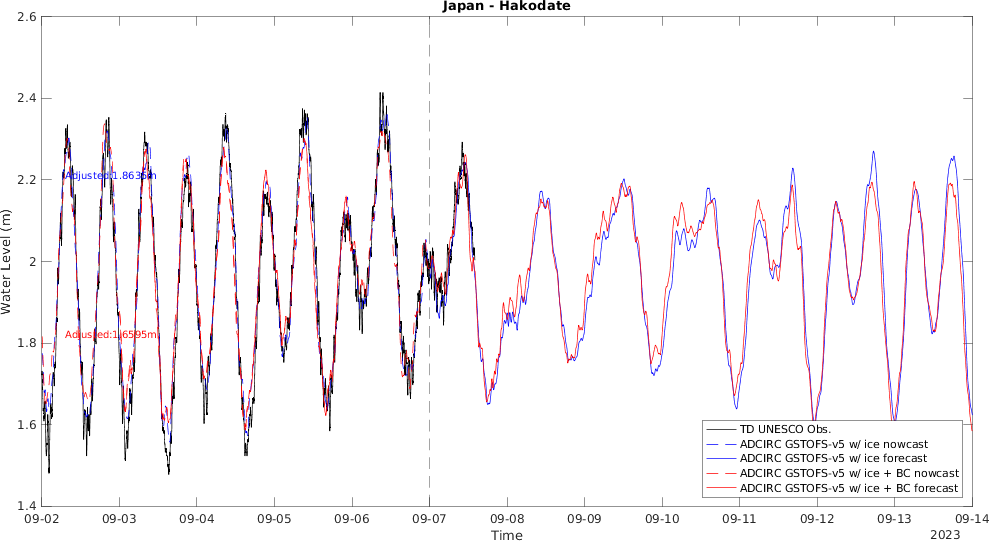 Japan - Hakodate
2.6
2.4
2.2
2
1.8
1.6
1.4
Water Level (m)
Adjusted:1.8635m
Adjusted:1.6595m
TD UNESCO Obs.
ADCIRC GSTOFS-v5 w/ ice nowcast
ADCIRC GSTOFS-v5 w/ ice forecast
ADCIRC GSTOFS-v5 w/ ice + BC nowcast
ADCIRC GSTOFS-v5 w/ ice + BC forecast
09-02 09-03 09-04 09-05 09-06 09-07 09-08 09-09 09-10 09-11 09-12 09-13 09-14
Time
2023